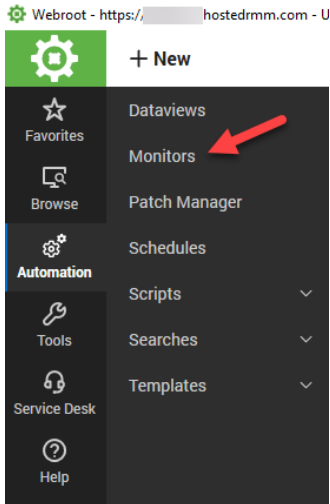 Webroot - https:// hostedrmm.com - U
+ New
Favorites
Browse
Automation
Tools
Service Desk
Help
Dataviews
Monitors
Patch Manager
Schedules
Scripts
Searches
Templates